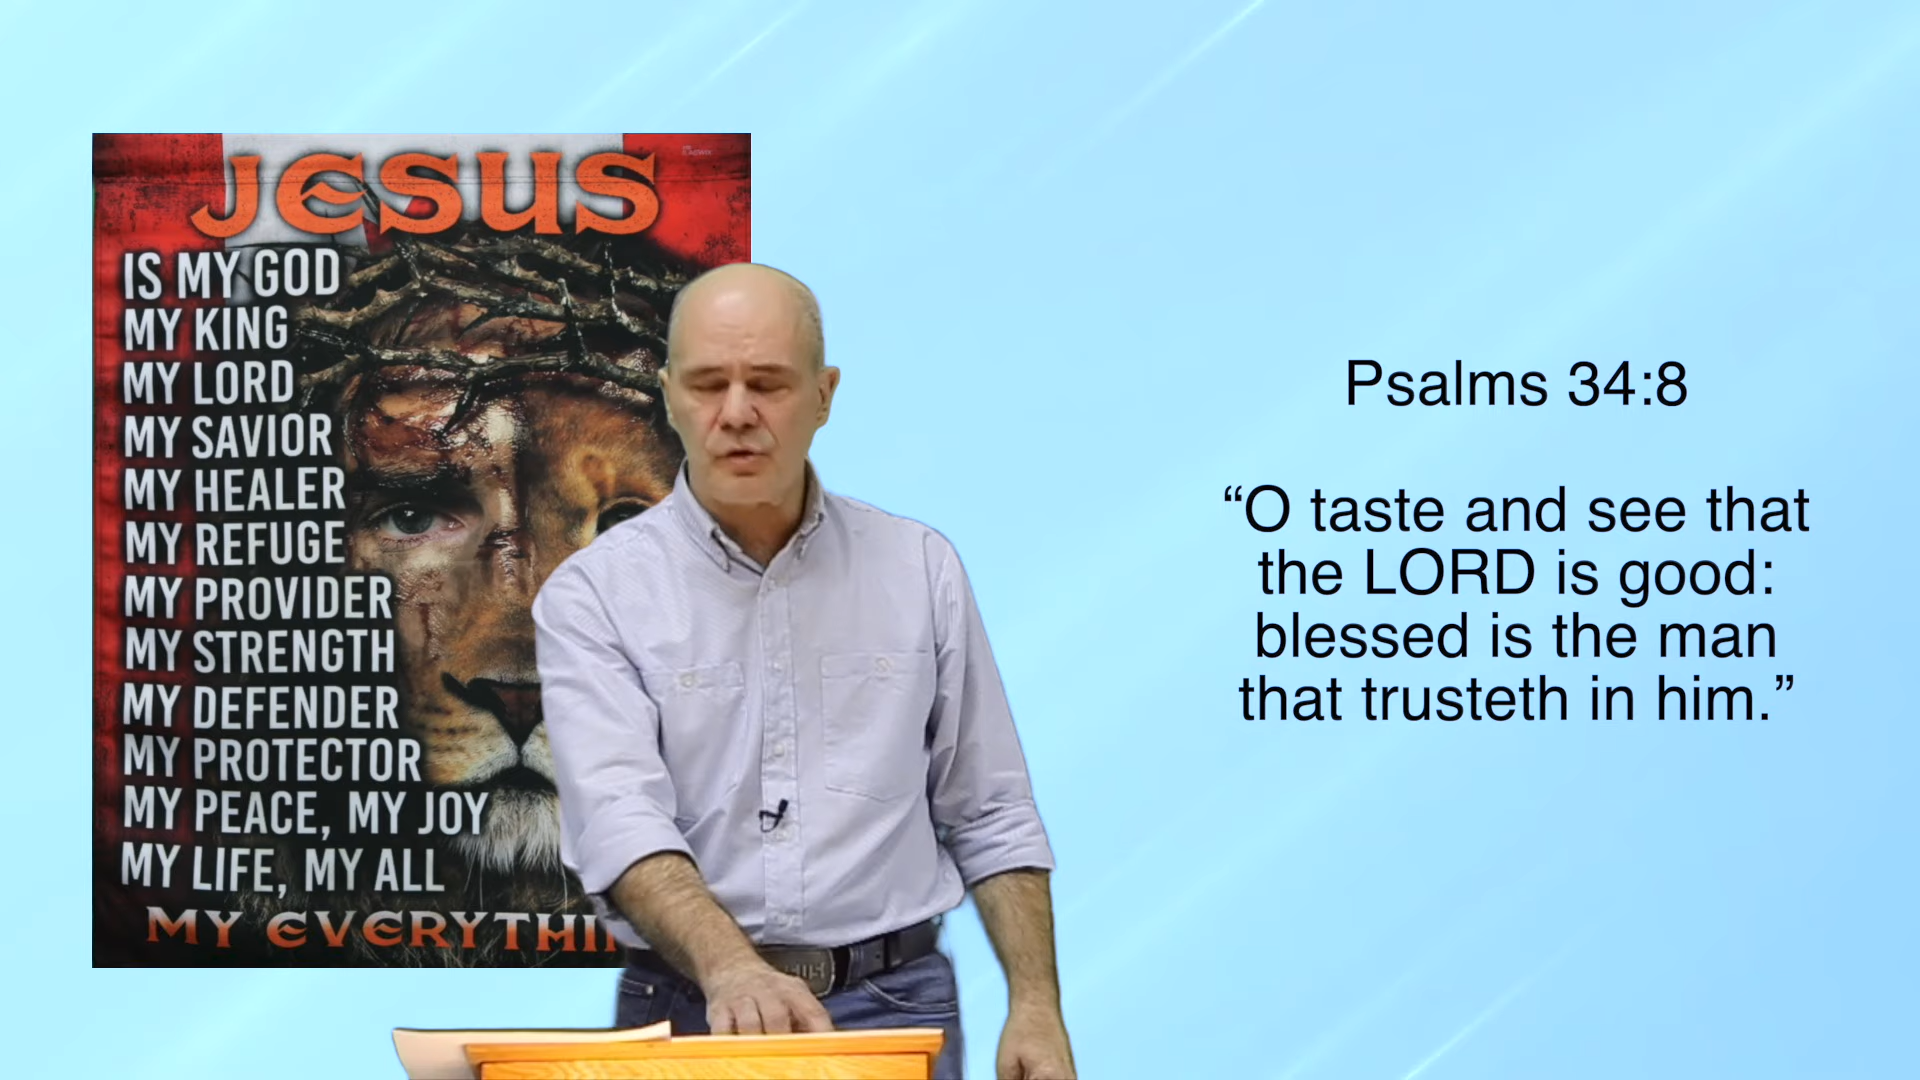 JESUS
IS MY GOD
MY KING
MY LORD
MY SAVIOR
MY HEALER
MY REFUGE
MY PROVIDER
MY STRENGTH
MY DEFENDER
MY PROTECTOR
MY PEACE, MY JOY
MY LIFE, MY ALL
MY
Psalms 34:8
“O taste and see that
the LORD is good:
blessed is the man
that trusteth in him.”